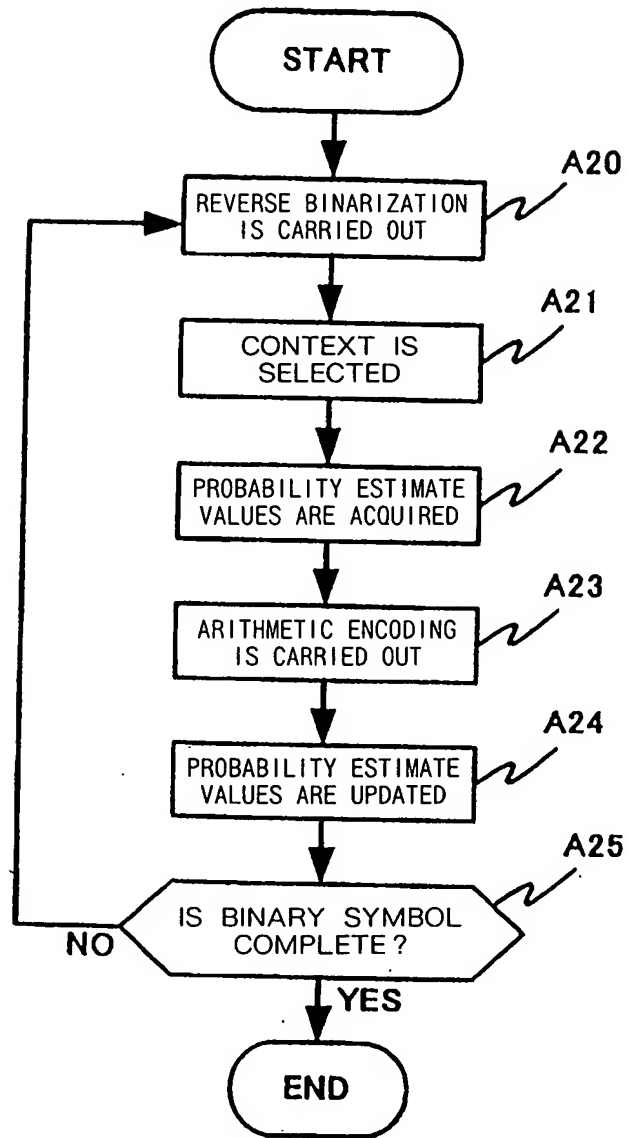 START
A20
REVERSE BINARIZATION
IS CARRIED OUT
A21
CONTEXT IS
SELECTED
A22
PROBABILITY ESTIMATE
VALUES ARE ACQUIRED
A23
ARITHMETIC ENCODING
IS CARRIED OUT
A24
PROBABILITY ESTIMATE
VALUES ARE UPDATED
A25
IS BINARY SYMBOL
COMPLETE?
NO
YES
END